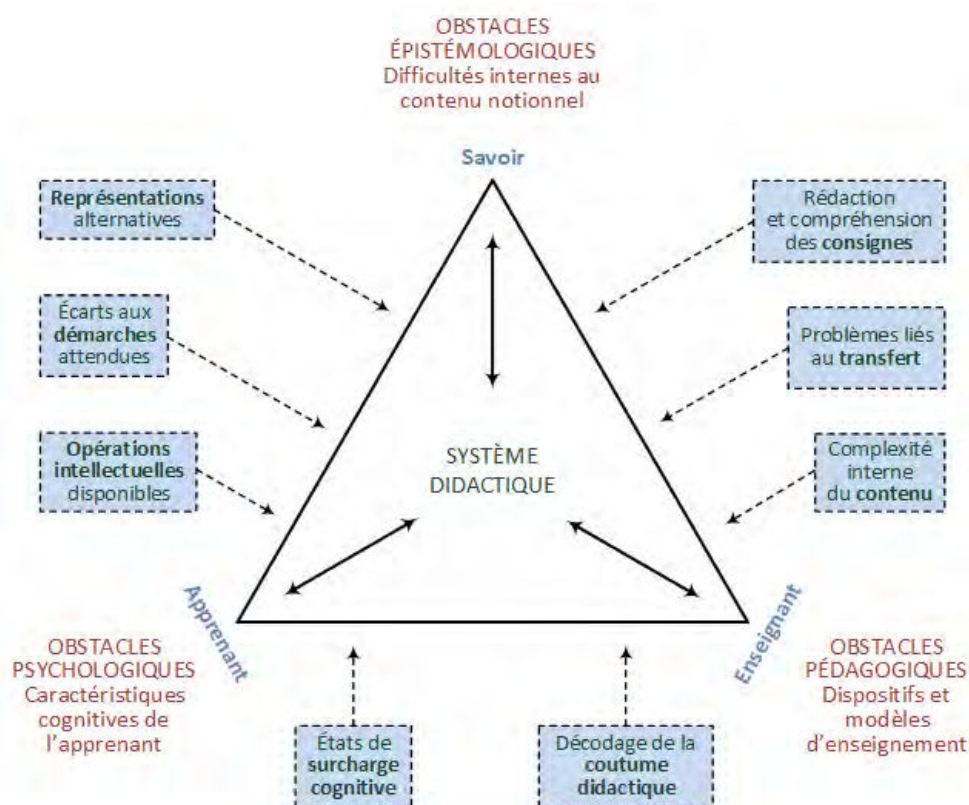 OBSTACLES
ÉPISTÉMOLOGIQUES
Difficultés internes au
contenu notionnel
Savoir
Représentations
alternatives
Rédaction
et compréhension
des consignes
Écarts aux
démarches
attendues
Problèmes liés
au transfert
Opérations
intellectuelles
disponibles
SYSTÈME
DIDACTIQUE
Complexité
interne
du contenu
Apprenant
Enseignant
OBSTACLES
PSYCHOLOGIQUES
Caractéristiques
cognitives de
l'apprenant
OBSTACLES
PÉDAGOGIQUES
Dispositifs et
modèles
d'enseignement
États de
surcharge
cognitive
Décodage de la
coutume
didactique